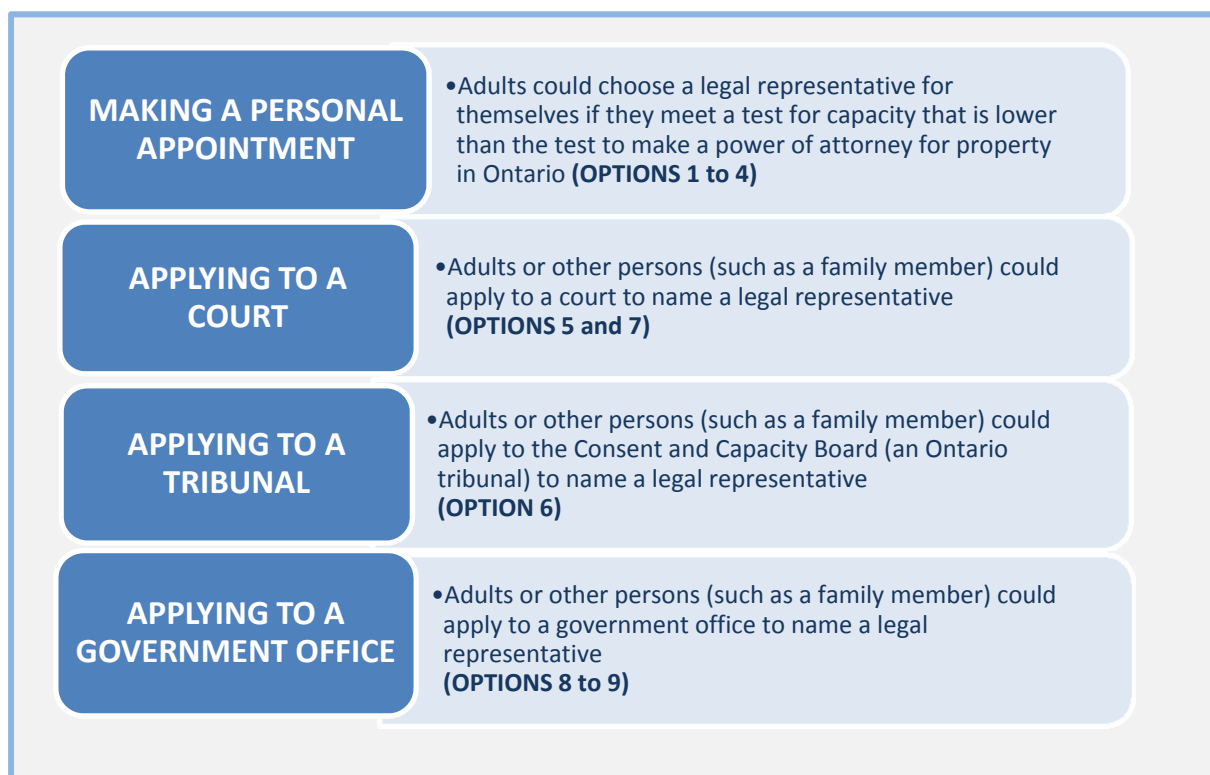 MAKING A PERSONAL
APPOINTMENT
•Adults could choose a legal representative for
themselves if they meet a test for capacity that is lower
than the test to make a power of attorney for property
in Ontario (OPTIONS 1 to 4)
APPLYING TO A
COURT
•Adults or other persons (such as a family member) could
apply to a court to name a legal representative
(OPTIONS 5 and 7)
APPLYING TO A
TRIBUNAL
•Adults or other persons (such as a family member) could
apply to the Consent and Capacity Board (an Ontario
tribunal) to name a legal representative
(OPTION 6)
APPLYING TO A
GOVERNMENT OFFICE
•Adults or other persons (such as a family member) could
apply to a government office to name a legal
representative
(OPTIONS 8 to 9)